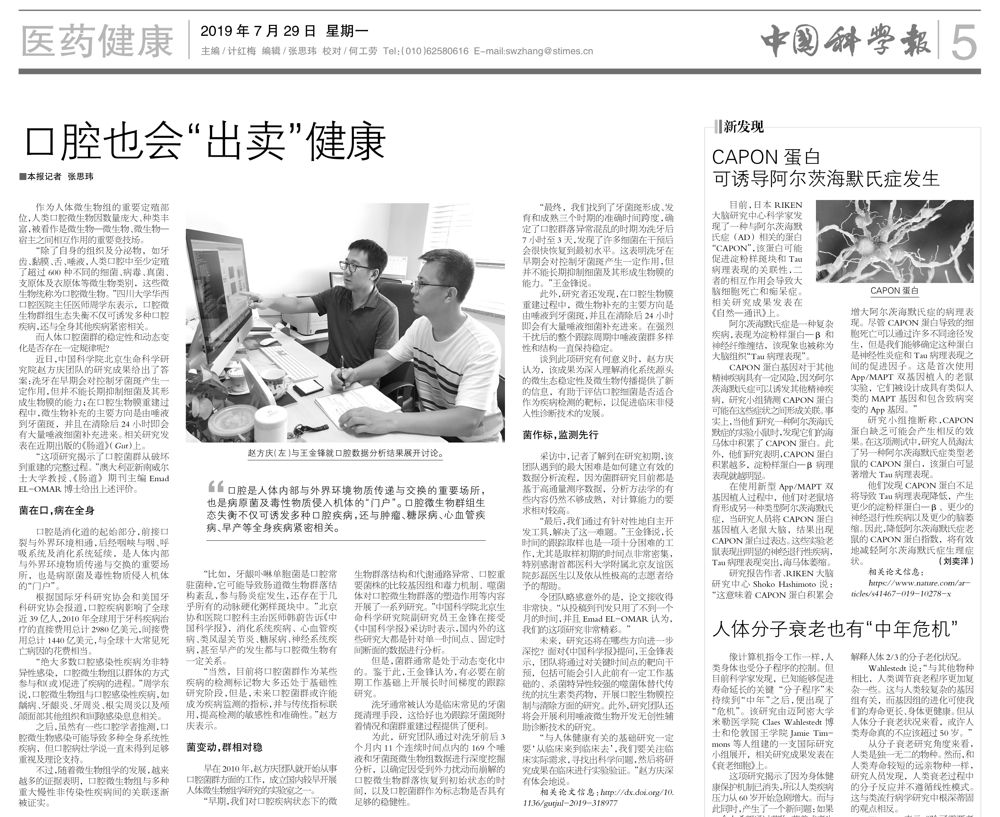 医药健康
2019 年 7 月 29 日 星期一
主编 / 计红梅 编辑 / 张思玮 校对 / 何工劳 Tel:(010)62580616 E-mail:swzhang@stimes.cn
中国科学报
5
口腔也会“出卖”健康
■本报记者 张思玮
作为人体微生物组的重要定殖部
位,人类口腔微生物因数量庞大、种类丰
富,被看作是微生物—微生物、微生物—
宿主之间相互作用的重要竞技场。
“除了自身的组织及分泌物，如牙
齿、黏膜、舌、唾液,人类口腔中至少定殖
了超过 600 种不同的细菌、病毒、真菌、
支原体及衣原体等微生物类别，这些微
生物统称为口腔微生物。”四川大学华西
口腔医院主任医师周学东表示，口腔微
生物群组生态失衡不仅可诱发多种口腔
疾病,还与全身其他疾病紧密相关。
而人体口腔菌群的稳定性和动态变
化是否存在一定规律呢?
近日,中国科学院北京生命科学研
究院赵方庆团队的研究成果给出了答
案:洗牙在早期会对控制牙菌斑产生一
定作用,但并不能长期抑制细菌及其形
成生物膜的能力;在口腔生物膜重建过
程中,微生物补充的主要方向是由唾液
到牙菌斑，并且在清除后 24 小时即会
有大量唾液细菌补充进来。相关研究发
表在近期出版的《肠道》( Gut)上。
“这项研究揭示了口腔菌群从破坏
到重建的完整过程。”澳大利亚新南威尔
士大学教授、《肠道》期刊主编 Emad
EL-OMAR 博士给出上述评价。
菌在口,病在全身
口腔是消化道的起始部分,前接口
裂与外界环境相通,后经咽峡与咽、呼
吸系统及消化系统延续，是人体内部
与外界环境物质传递与交换的重要场
所，也是病原菌及毒性物质侵入机体
的“门户”。
根据国际牙科研究协会和美国牙
科研究协会报道,口腔疾病影响了全球
近 39 亿人,2010 年全球用于牙科疾病治
疗的直接费用总计 2980 亿美元,间接费
用总计 1440 亿美元,与全球十大常见死
亡病因的花费相当。
“绝大多数口腔感染性疾病为非特
异性感染，口腔微生物组以群体的方式
参与和(或)促进了疾病的进程。”周学东
说,口腔微生物组与口腔感染性疾病,如
龋病、牙龈炎、牙周炎、根尖周炎以及颅
颌面部其他组织和间隙感染息息相关。
之后,虽然有一些口腔学者推测,口
腔微生物感染可能导致多种全身系统性
疾病，但口腔病灶学说一直未得到足够
重视及理论支持。
不过,随着微生物组学的发展,越来
越多的证据表明，口腔微生物组与多种
重大慢性非传染性疾病间的关联逐渐
被证实。
赵方庆(左)与王金锋就口腔数据分析结果展开讨论。
“口腔是人体内部与外界环境物质传递与交换的重要场所，
也是病原菌及毒性物质侵入机体的“门户”。口腔微生物群组生
态失衡不仅可诱发多种口腔疾病,还与肿瘤、糖尿病、心血管疾
病、早产等全身疾病紧密相关。
“比如，牙龈卟啉单胞菌是口腔常
驻菌种,它可能导致肠道微生物群落结
构紊乱,参与肠炎症发生,还存在于几
乎所有的动脉硬化粥样斑块中。”北京
协和医院口腔科主治医师韩蔚告诉《中
国科学报》，消化系统疾病、心血管疾
病、类风湿关节炎、糖尿病、神经系统疾
病,甚至早产的发生都与口腔微生物有
一定关系。
“当然，目前将口腔菌群作为某些
疾病的检测标记物大多还处于基础性
研究阶段,但是,未来口腔菌群或许能
成为疾病监测的指标,并与传统指标联
用,提高检测的敏感性和准确性。”赵方
庆表示。
菌变动,群相对稳
早在 2010 年,赵方庆团队就开始从事
口腔菌群方面的工作，成立国内较早开展
人体微生物组学研究的实验室之一。
“早期,我们对口腔疾病状态下的微
生物群落结构和代谢通路异常、口腔重
要菌株的比较基因组和毒力机制、噬菌
体对口腔微生物群落的塑造作用等内容
开展了一系列研究。”中国科学院北京生
命科学研究院副研究员王金锋在接受
《中国科学报》采访时表示,国内外的这
些研究大都是针对单一时间点、固定时
间断面的数据进行分析。
但是,菌群通常是处于动态变化中
的。鉴于此,王金锋认为,有必要在前
期工作基础上开展长时间梯度的跟踪
研究。
洗牙通常被认为是临床常见的牙菌
斑清理手段，这恰好也为跟踪牙菌斑附
着情况和菌群重建过程提供了便利。
为此，研究团队通过对洗牙前后 3
个月内 11 个连续时间点内的 169 个唾
液和牙菌斑微生物组数据进行深度挖掘
分析，以确定因受到外力扰动而崩解的
口腔微生物群落恢复到初始状态的时
间，以及口腔菌群作为标志物是否具有
足够的稳健性。
“最终，我们找到了牙菌斑形成、发
育和成熟三个时期的准确时间跨度,确
定了口腔群落异常混乱的时期为洗牙后
7 小时至 3 天,发现了许多细菌在干预后
会很快恢复到最初水平。这表明洗牙在
早期会对控制牙菌斑产生一定作用,但
并不能长期抑制细菌及其形成生物膜的
能力。”王金锋说。
此外,研究者还发现,在口腔生物膜
重建过程中，微生物补充的主要方向是
由唾液到牙菌斑,并且在清除后 24 小时
即会有大量唾液细菌补充进来。在强烈
干扰后的整个跟踪周期中唾液菌群多样
性和结构一直保持稳定。
谈到此项研究有何意义时，赵方庆
认为，该成果为深入理解消化系统源头
的微生态稳定性及微生物传播提供了新
的信息，有助于评估口腔细菌是否适合
作为疾病检测的靶标，以促进临床非侵
入性诊断技术的发展。
菌作标,监测先行
采访中,记者了解到在研究初期,该
团队遇到的最大困难是如何建立有效的
数据分析流程，因为菌群研究目前都是
基于高通量测序数据，分析方法学的有
些内容仍然不够成熟，对计算能力的要
求相对较高。
“最后,我们通过有针对性地自主开
发工具,解决了这一难题。”王金锋说,长
时间的跟踪取样也是一项十分困难的工
作,尤其是取样初期的时间点非常密集，
特别感谢首都医科大学附属北京友谊医
院彭磊医生以及依从性极高的志愿者给
予的帮助。
令团队略感意外的是，论文接收得
非常快。“从投稿到刊发只用了不到一个
月的时间,并且 Emad EL-OMAR 认为,
我们的这项研究非常精彩。”
未来，研究还将在哪些方向进一步
深挖? 面对《中国科学报》提问,王金锋表
示，团队将通过对关键时间点的靶向干
预，包括可能会引入此前有一定工作基
础的、杀菌特异性较强的噬菌体替代传
统的抗生素类药物，开展口腔生物膜控
制与清除方面的研究。此外,研究团队还
将会开展利用唾液微生物开发无创性辅
助诊断技术的研究。
“与人体健康有关的基础研究一定
要‘从临床来到临床去’,我们要关注临
床实际需求,寻找出科学问题,然后将研
究成果在临床进行实验验证。”赵方庆深
有体会地说。
相关论文信息：http://dx.doi.org/10.
1136/gutjnl-2019-318977
新发现
CAPON 蛋白
可诱导阿尔茨海默氏症发生
目前,日本 RIKEN
大脑研究中心科学家发
现了一种与阿尔茨海默
氏症（AD）相关的蛋白
“CAPON”,该蛋白可能
促进淀粉样斑块和 Tau
病理表现的关联性,二
者的相互作用会导致大
脑细胞死亡和痴呆症。
相关研究成果发表在
《自然—通讯》上。
阿尔茨海默氏症是一种复杂
疾病,表现为淀粉样蛋白—β 和
神经纤维缠结，该现象也被称为
大脑组织“Tau 病理表现”。
CAPON 蛋白基因对于其他
精神疾病具有一定风险,因为阿尔
茨海默氏症可以诱发其他精神疾
病，研究小组猜测 CAPON 蛋白
可能在这些症状之间形成关联。事
实上,当他们研究一种阿尔茨海氏
默症的实验小鼠时,发现它们的海
马体中积累了 CAPON 蛋白。此
外，他们研究表明,CAPON 蛋白
积累越多，淀粉样蛋白—β 病理
表现就越明显。
在使用新型 App/MAPT 双
基因植入过程中，他们对老鼠培
育形成另一种类型阿尔茨海默氏
症，当研究人员将 CAPON 蛋白
基因植入老鼠大脑，结果出现
CAPON 蛋白过表达。这些实验老
鼠表现出明显的神经退行性疾病,
Tau 病理表现突出,海马体萎缩。
研究报告作者、RIKEN 大脑
研究中心 Shoko Hashimoto 说：
“这意味着 CAPON 蛋白积累会
CAPON 蛋白
增大阿尔茨海默氏症的病理表
现。尽管 CAPON 蛋白导致的细
胞死亡可以通过许多不同途径发
生，但是我们能够确定这种蛋白
是神经性炎症和 Tau 病理表现之
间的促进因子。这是首次使用
App/MAPT 双基因植入的老鼠
实验，它们被设计成具有类似人
类的 MAPT 基因和包含致病突
变的 App 基因。”
研究小组推断称,CAPON
蛋白缺乏可能会产生相反的效
果。在这项测试中,研究人员淘汰
了另一种阿尔茨海默氏症类型老
鼠的 CAPON 蛋白，该蛋白可显
著增大 Tau 病理表现。
他们发现 CAPON 蛋白不足
将导致 Tau 病理表现降低，产生
更少的淀粉样蛋白—β 、更少的
神经退行性疾病以及更少的脑萎
缩。因此,降低阿尔茨海默氏症老
鼠的 CAPON 蛋白指数，将有效
地减轻阿尔茨海默氏症生理症
状。 （刘奕洋）
相关论文信息：
https://www.nature.com/ar-
ticles/s41467-019-10278-x
人体分子衰老也有“中年危机”
像计算机指令工作一样,人
类身体也受分子程序的控制。但
目前科学家发现，已知能够促进
寿命延长的关键 “分子程序”未
持续到“中年”之后,便出现了
“危机”。该研究由迈阿密大学
米勒医学院 Claes Wahlestedt 博
士和伦敦国王学院 Jamie Tim-
mons 等人组建的一支国际研究
小组展开，相关研究成果发表在
《衰老细胞》上。
这项研究揭示了因为身体健
康保护机制已消失,所以人类疾病
压力从 60 岁开始急剧增大。而与
此同时,产生了一个新问题:如果
解释人体 2/3 的分子老化状况。
Wahlestedt 说：“与其他物种
相比，人类调节衰老程序更加复
杂一些。这与人类较复杂的基因
组有关，而基因组的进化可使我
们的寿命更长、身体更健康。但从
人体分子衰老状况来看，或许人
类寿命真的不应该超过 50 岁。”
从分子衰老研究角度来看，
人类是独一无二的物种。然而,和
人类寿命较短的远亲物种一样，
研究人员发现，人类衰老过程中
的分子反应并不遵循线性模式。
这与类流行病学研究中根深蒂固
的观点相反。